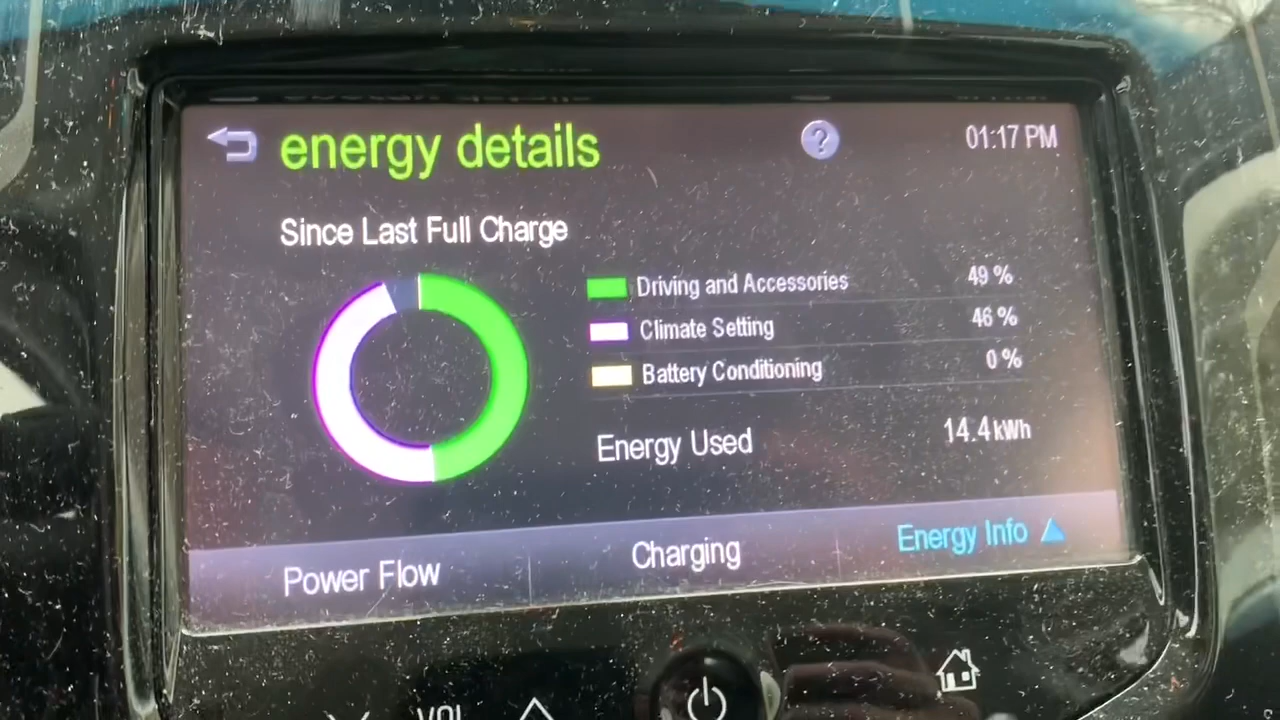 energy details ? 01:17 PM
Since Last Full Charge
Driving and Accessories 49 %
Climate Setting 46 %
Battery Conditioning 0 %
Energy Used 14.4 kWh
Power Flow Charging Energy Info
VOL